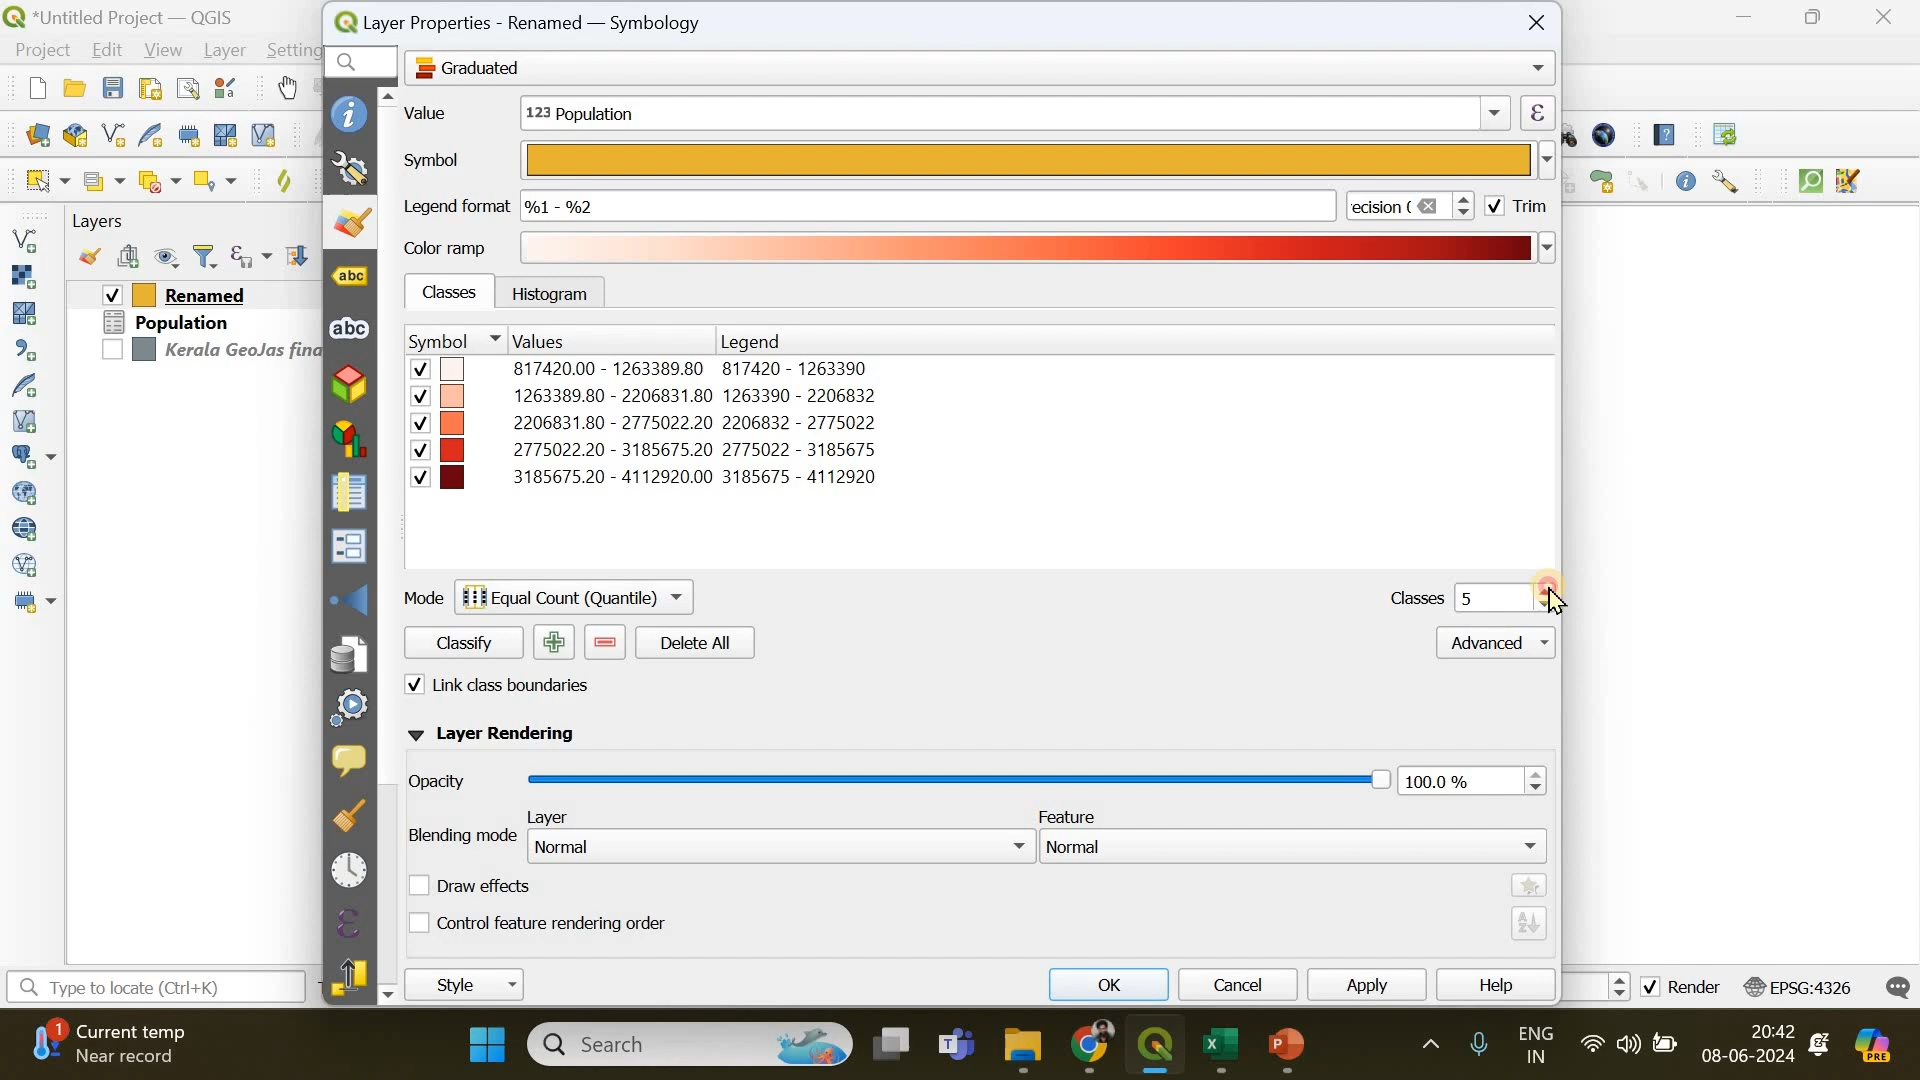 *Untitled Project — QGIS
Layer Properties - Renamed — Symbology
Project Edit View Layer Setting
Graduated
Value 123 Population ε
Symbol
Legend format %1 - %2 Trim
Color ramp
Classes Histogram
Layers
Renamed
Population
Kerala GeoJas fina
abc
abc
Symbol Values Legend
817420.00 - 1263389.80 817420 - 1263390
1263389.80 - 2206831.80 1263390 - 2206832
2206831.80 - 2775022.20 2206832 - 2775022
2775022.20 - 3185675.20 2775022 - 3185675
3185675.20 - 4112920.00 3185675 - 4112920
Mode Equal Count (Quantile) Classes 5
Classify Delete All Advanced
Link class boundaries
Layer Rendering
Opacity 100.0 %
Layer Feature
Blending mode Normal Normal
Draw effects
Control feature rendering order
Style OK Cancel Apply Help
Type to locate (Ctrl+K) Render EPSG:4326
1 Current temp
Near record
Search
ENG
IN
20:42
08-06-2024
PRE